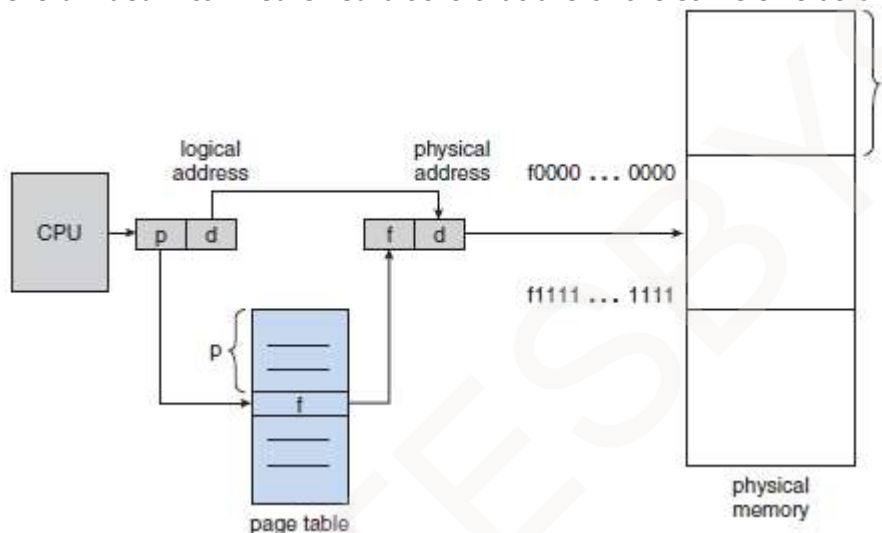 logical
address
physical
address
f0000 ... 0000
CPU
p d
f d
f1111 ... 1111
p
f
physical
memory
page table